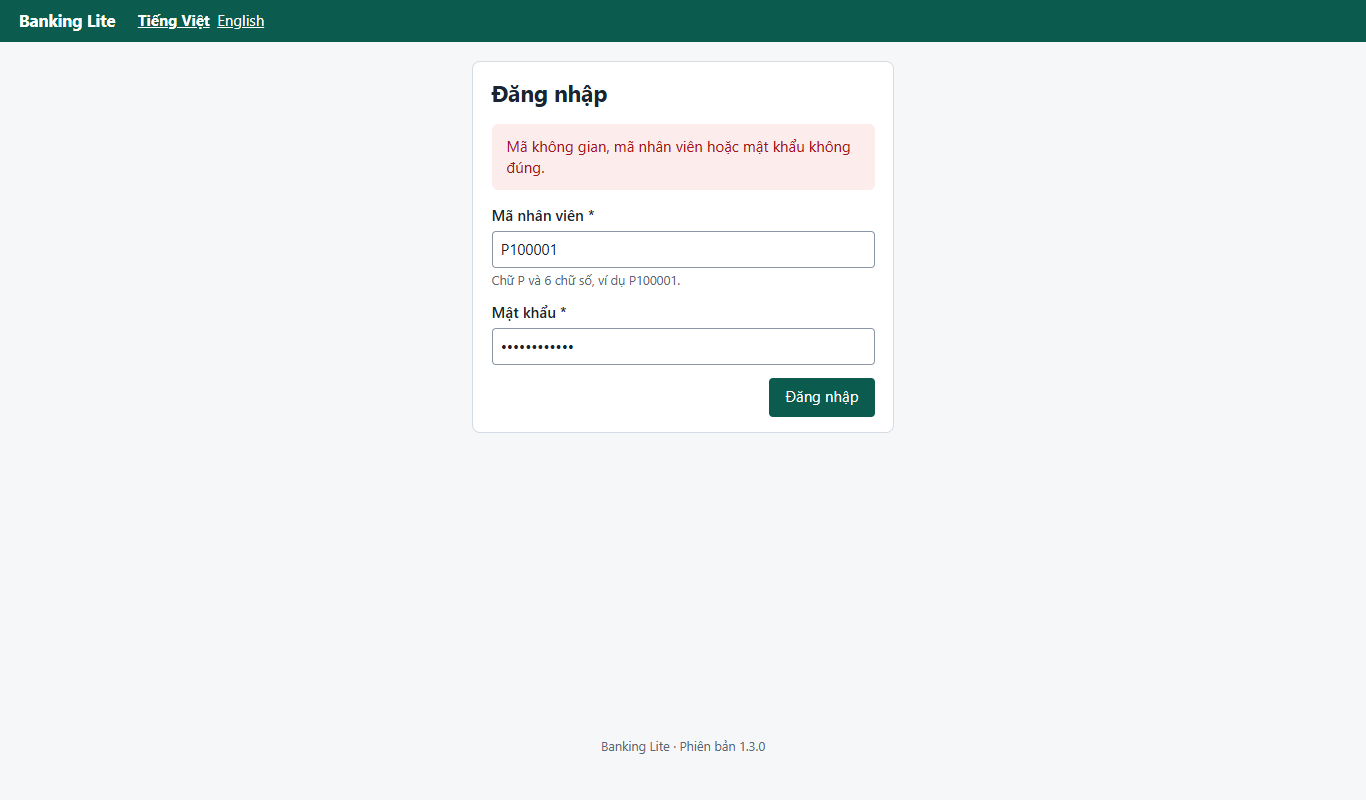 Banking Lite Tiếng Việt English
Đăng nhập
Mã không gian, mã nhân viên hoặc mật khẩu không
đúng.
Mã nhân viên *
P100001
Chữ P và 6 chữ số, ví dụ P100001.
Mật khẩu *
••••••••••••
Đăng nhập
Banking Lite · Phiên bản 1.3.0